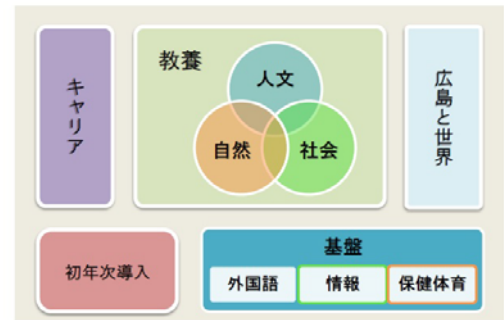 キャリア
教養
人文
自然
社会
広島と世界
初年次導入
基盤
外国語
情報
保健体育